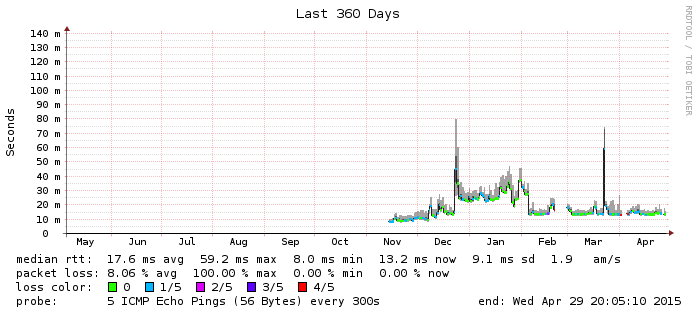 Last 360 Days
RRDTOOL / TOBI OETIKER
Seconds
140 m
130 m
120 m
110 m
100 m
90 m
80 m
70 m
60 m
50 m
40 m
30 m
20 m
10 m
0
May Jun Jul Aug Sep Oct Nov Dec Jan Feb Mar Apr
median rtt: 17.6 ms avg 59.2 ms max 8.0 ms min 13.2 ms now 9.1 ms sd 1.9 am/s
packet loss: 8.06 % avg 100.00 % max 0.00 % min 0.00 % now
loss color: 0 1/5 2/5 3/5 4/5
probe: 5 ICMP Echo Pings (56 Bytes) every 300s end: Wed Apr 29 20:05:10 2015